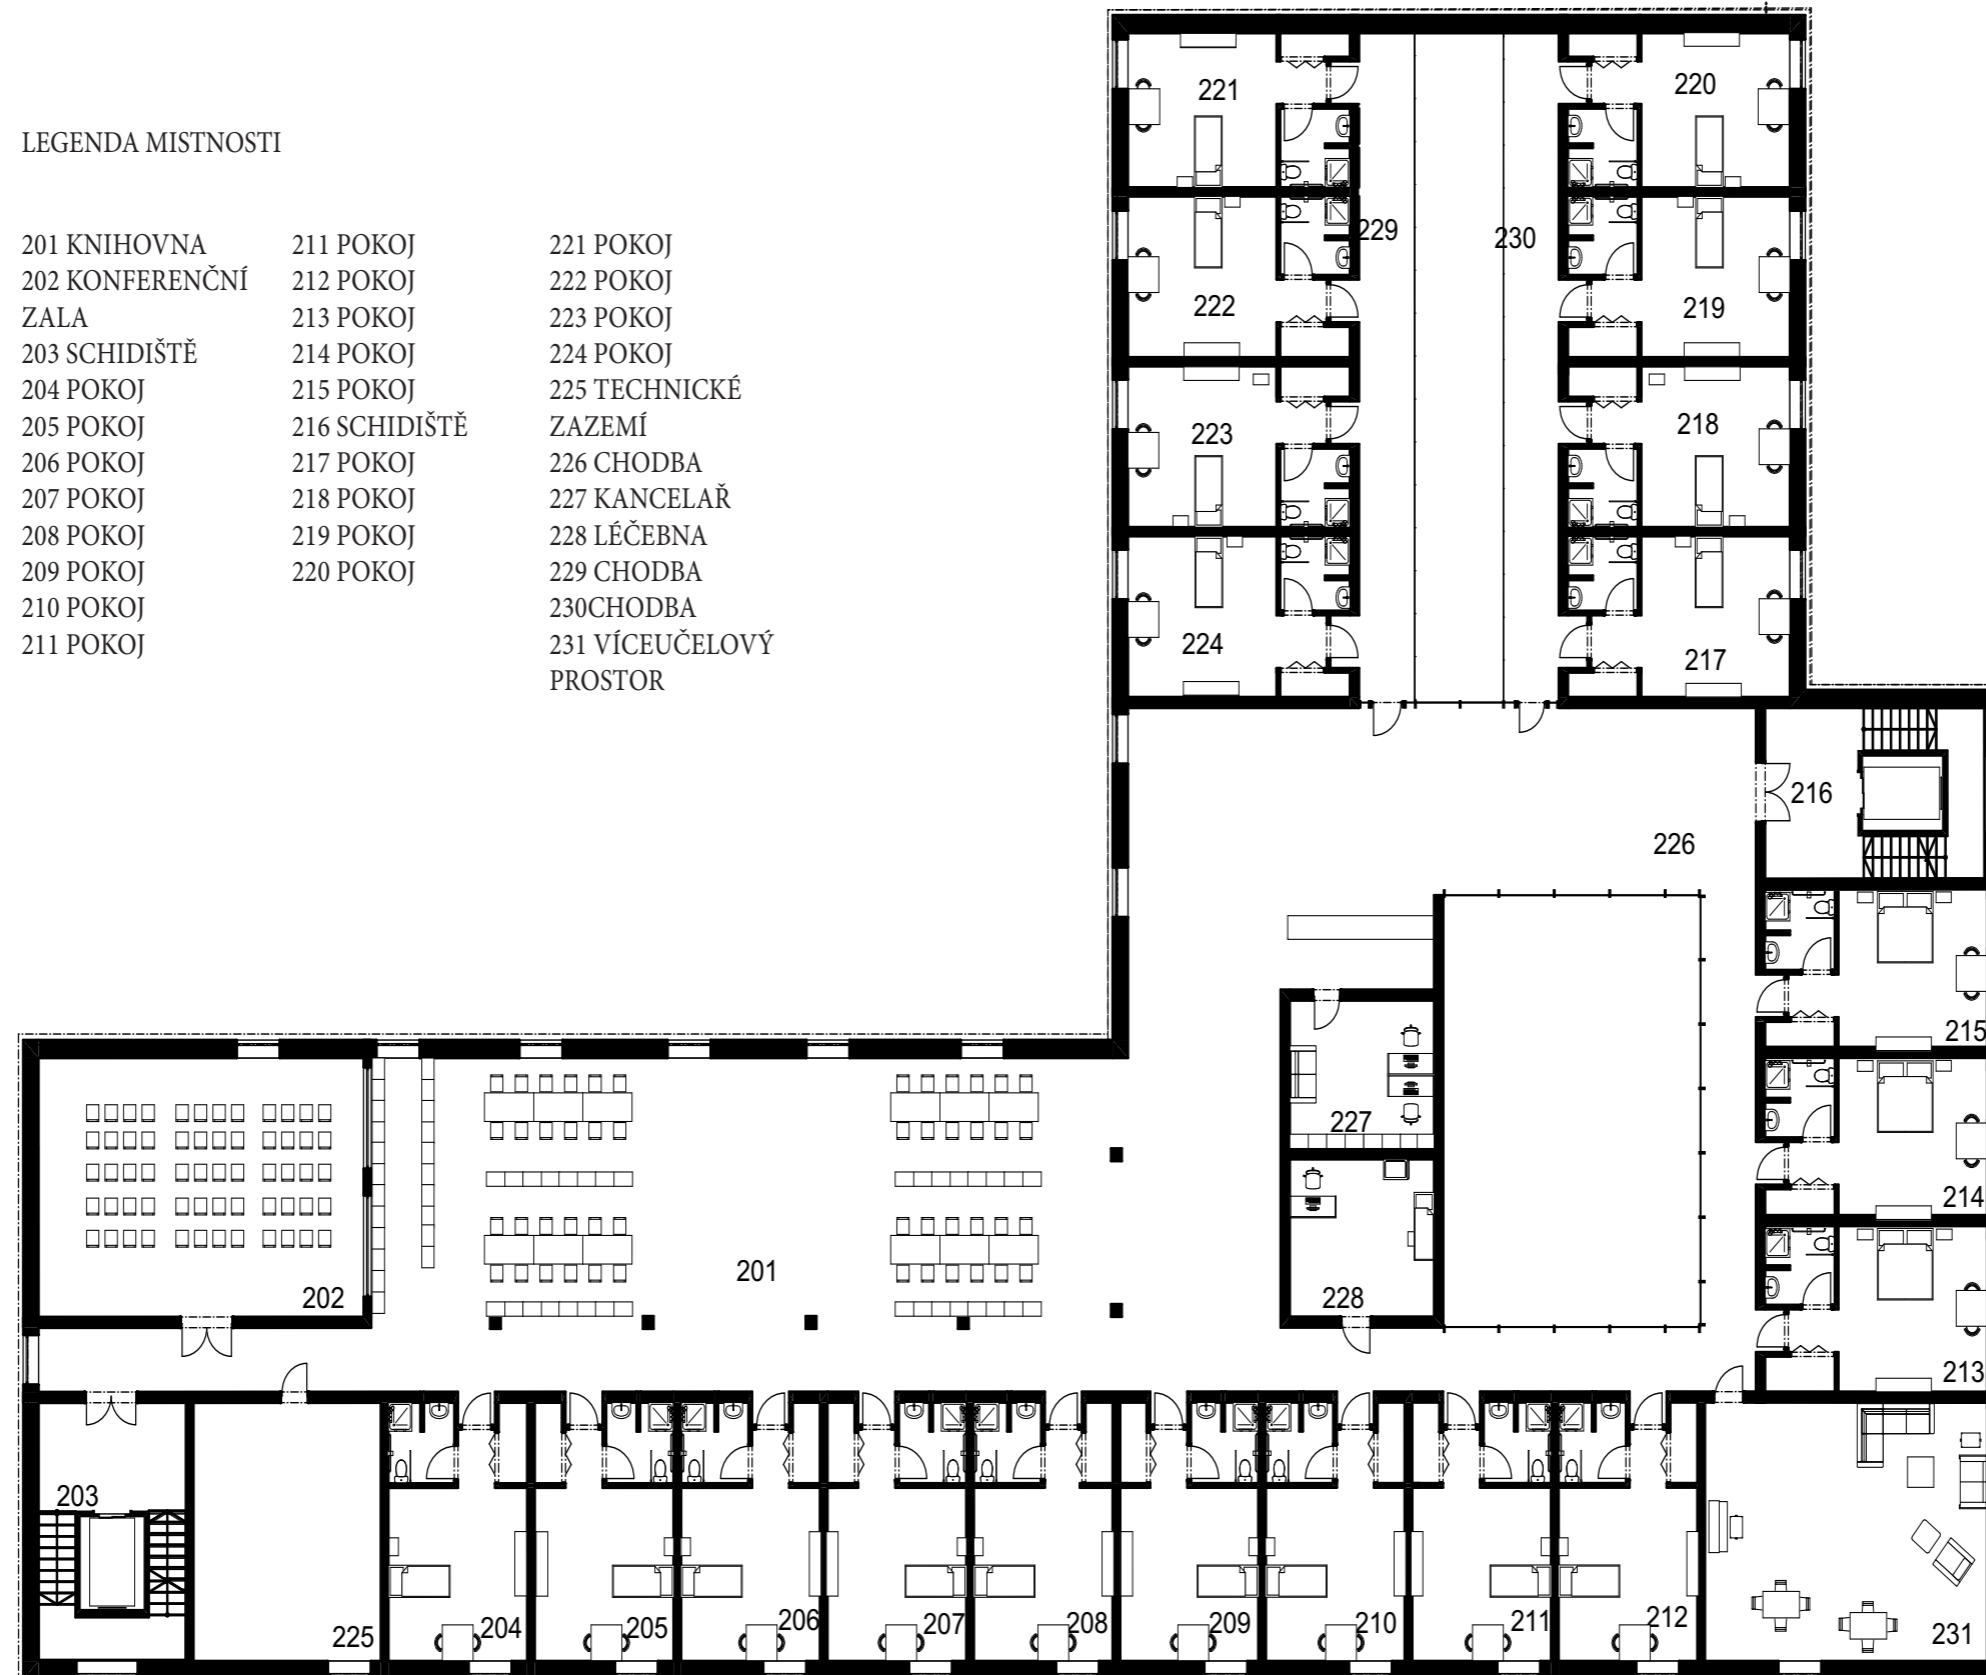 LEGENDA MISTNOSTI
201 KNIHOVNA
202 KONFERENČNÍ
ZALA
203 SCHIDIŠTĚ
204 POKOJ
205 POKOJ
206 POKOJ
207 POKOJ
208 POKOJ
209 POKOJ
210 POKOJ
211 POKOJ
211 POKOJ
212 POKOJ
213 POKOJ
214 POKOJ
215 POKOJ
216 SCHIDIŠTĚ
217 POKOJ
218 POKOJ
219 POKOJ
220 POKOJ
221 POKOJ
222 POKOJ
223 POKOJ
224 POKOJ
225 TECHNICKÉ
ZAZEMÍ
226 CHODBA
227 KANCELAŘ
228 LÉČEBNA
229 CHODBA
230CHODBA
231 VÍCEUČELOVÝ
PROSTOR
221
220
229
230
222
219
223
218
224
217
216
226
215
227
214
201
202
228
213
203
225
204
205
206
207
208
209
210
211
212
231